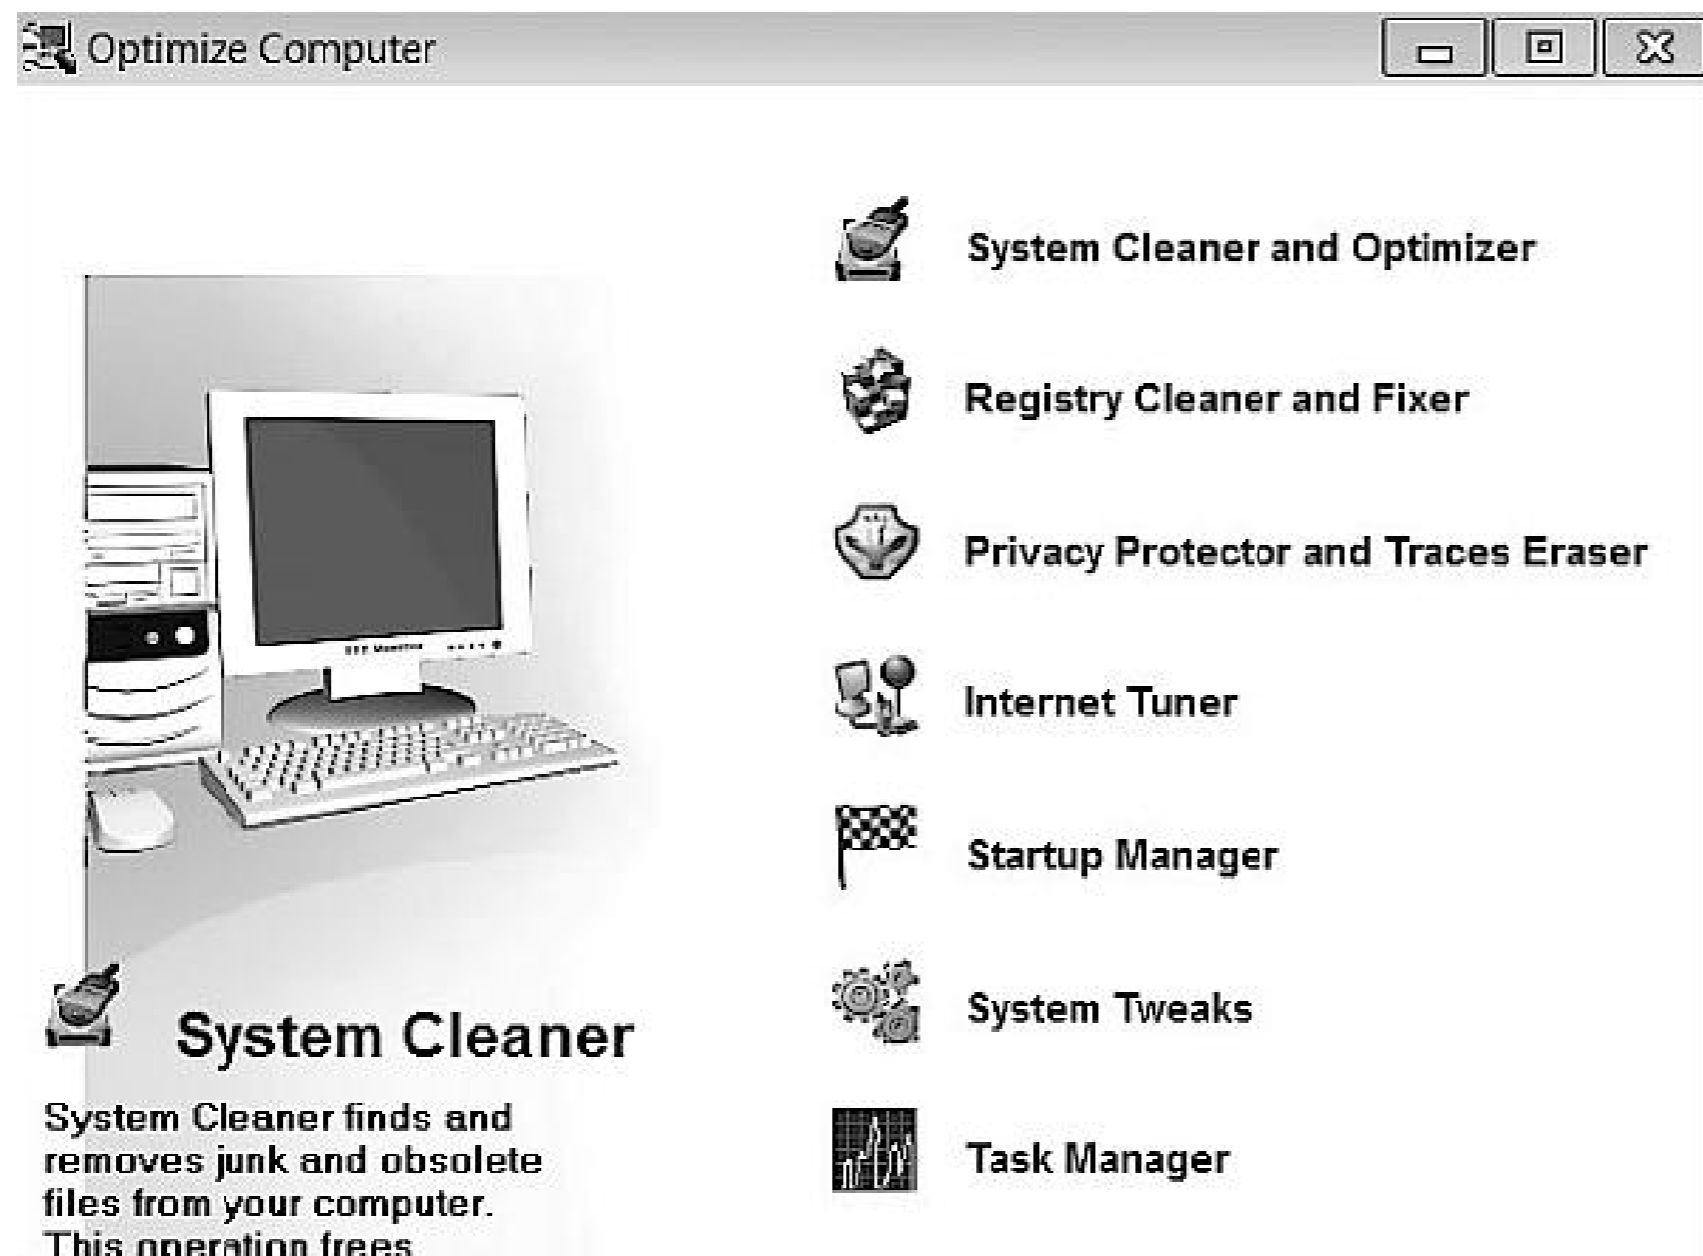 Optimize Computer
System Cleaner and Optimizer
Registry Cleaner and Fixer
Privacy Protector and Traces Eraser
Internet Tuner
Startup Manager
System Tweaks
Task Manager
System Cleaner
System Cleaner finds and
removes junk and obsolete
files from your computer.
This operation frees